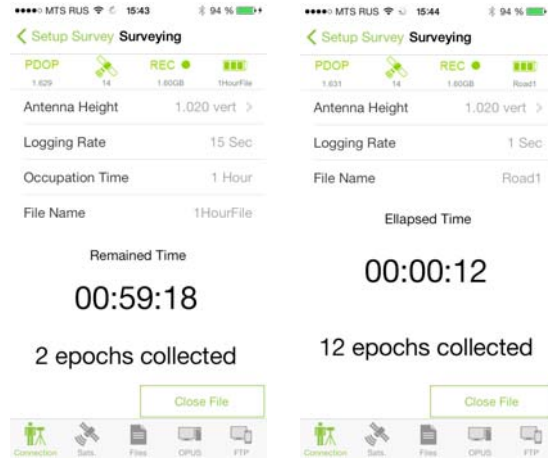 MTS RUS 15:43 94 %
Setup Survey Surveying
PDOP REC
1.629 14 1.60GB 1HourFile
Antenna Height 1.020 vert >
Logging Rate 15 Sec
Occupation Time 1 Hour
File Name 1HourFile
Remained Time
00:59:18
2 epochs collected
Close File
Connection Sats. Files OPUS FTP
MTS RUS 15:44 94 %
Setup Survey Surveying
PDOP REC
1.631 14 1.60GB Road1
Antenna Height 1.020 vert >
Logging Rate 1 Sec
File Name Road1
Ellapsed Time
00:00:12
12 epochs collected
Close File
Connection Sats. Files OPUS FTP